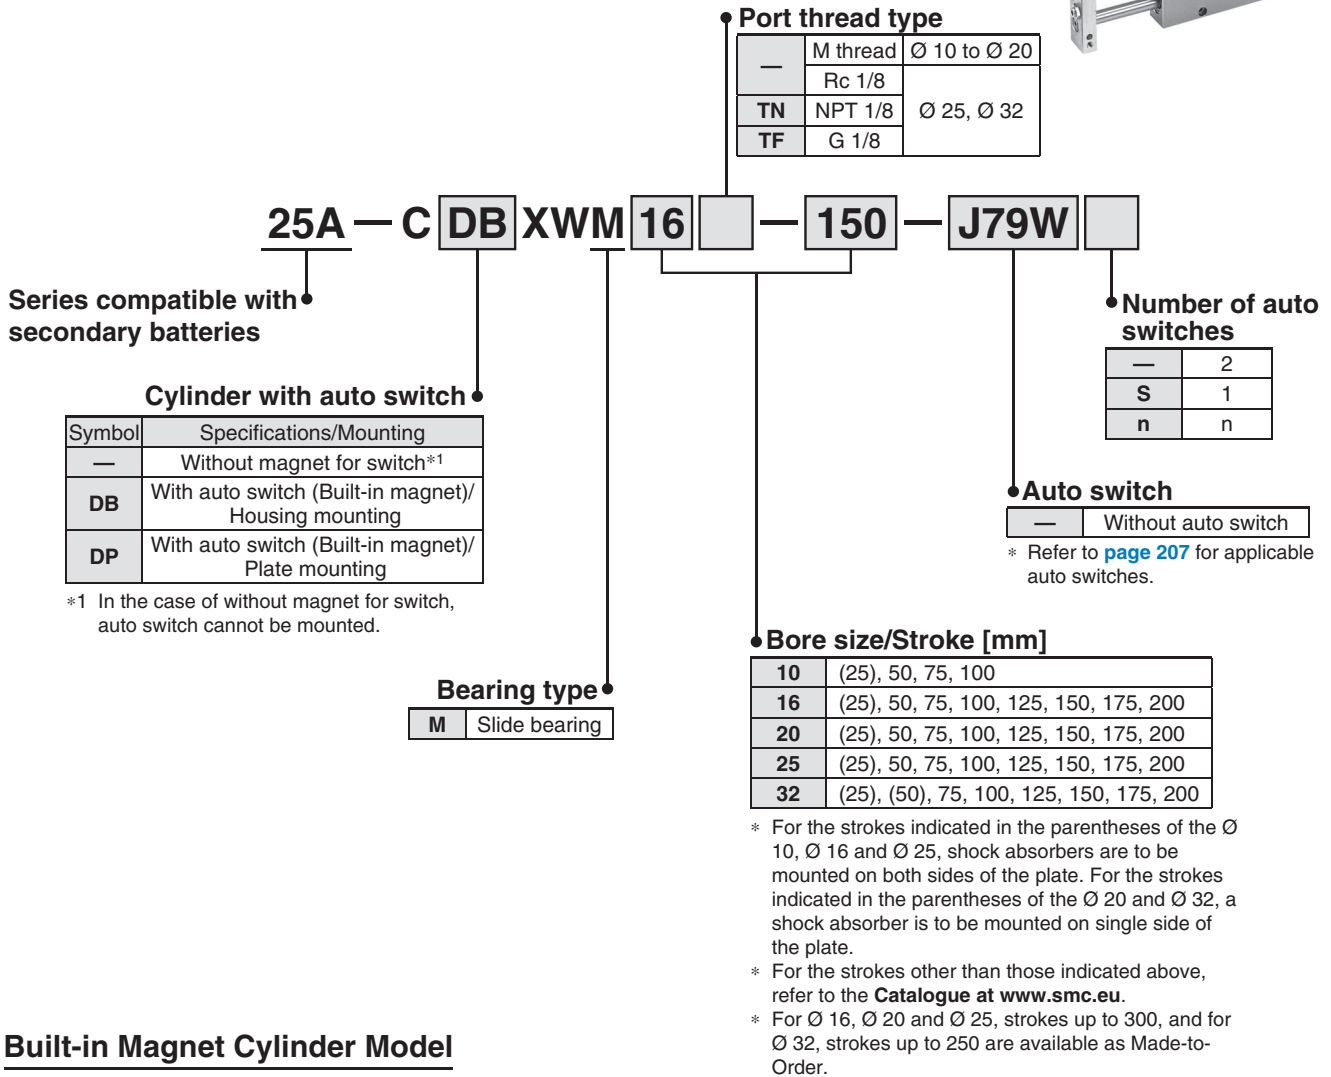 Port thread type
— M thread Ø 10 to Ø 20
Rc 1/8 Ø 25, Ø 32
TN NPT 1/8
TF G 1/8
25A — C DB XWM 16 — 150 — J79W
Series compatible with
secondary batteries
Number of auto
switches
— 2
S 1
n n
Cylinder with auto switch
Symbol Specifications/Mounting
— Without magnet for switch*1
DB With auto switch (Built-in magnet)/
Housing mounting
DP With auto switch (Built-in magnet)/
Plate mounting
*1 In the case of without magnet for switch,
auto switch cannot be mounted.
Auto switch
— Without auto switch
* Refer to page 207 for applicable
auto switches.
Bearing type
M Slide bearing
Bore size/Stroke [mm]
10 (25), 50, 75, 100
16 (25), 50, 75, 100, 125, 150, 175, 200
20 (25), 50, 75, 100, 125, 150, 175, 200
25 (25), 50, 75, 100, 125, 150, 175, 200
32 (25), (50), 75, 100, 125, 150, 175, 200
* For the strokes indicated in the parentheses of the Ø
10, Ø 16 and Ø 25, shock absorbers are to be
mounted on both sides of the plate. For the strokes
indicated in the parentheses of the Ø 20 and Ø 32, a
shock absorber is to be mounted on single side of
the plate.
* For the strokes other than those indicated above,
refer to the Catalogue at www.smc.eu.
* For Ø 16, Ø 20 and Ø 25, strokes up to 300, and for
Ø 32, strokes up to 250 are available as Made-to-
Order.
Built-in Magnet Cylinder Model